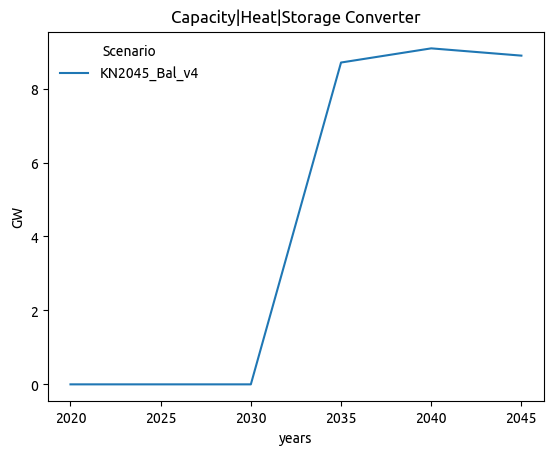 Capacity|Heat|Storage Converter
Scenario
KN2045_Bal_v4
GW
8
6
4
2
0
2020 2025 2030 2035 2040 2045
years